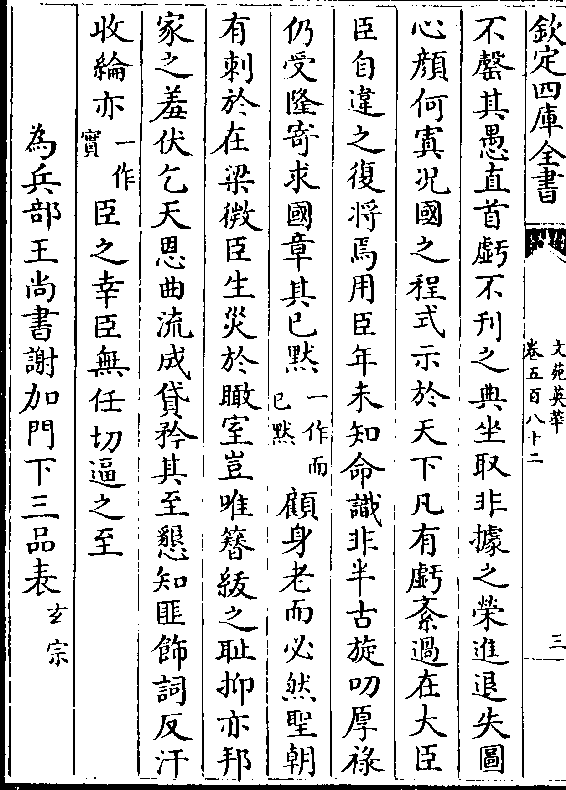 欽定四庫全書
文苑英華
卷五百八十二
三
不罄其愚直首虧不刊之典坐取非據之榮進退失圖
心顔何寘况國之程式示於天下凡有虧紊過在大臣
臣自違之復將焉用臣年未知命識非半古旋叨厚祿
仍受隆寄求國章其已黙一作而已黙顧身老而必然聖朝
有刺於在梁微臣生災於瞰室豈唯簪紱之耻抑亦邦
家之羞伏乞天恩曲流成貸矜其至懇知匪飾詞反汗
收綸亦一作實臣之幸臣無任切逼之至
為兵部王尚書謝加門下三品表玄宗